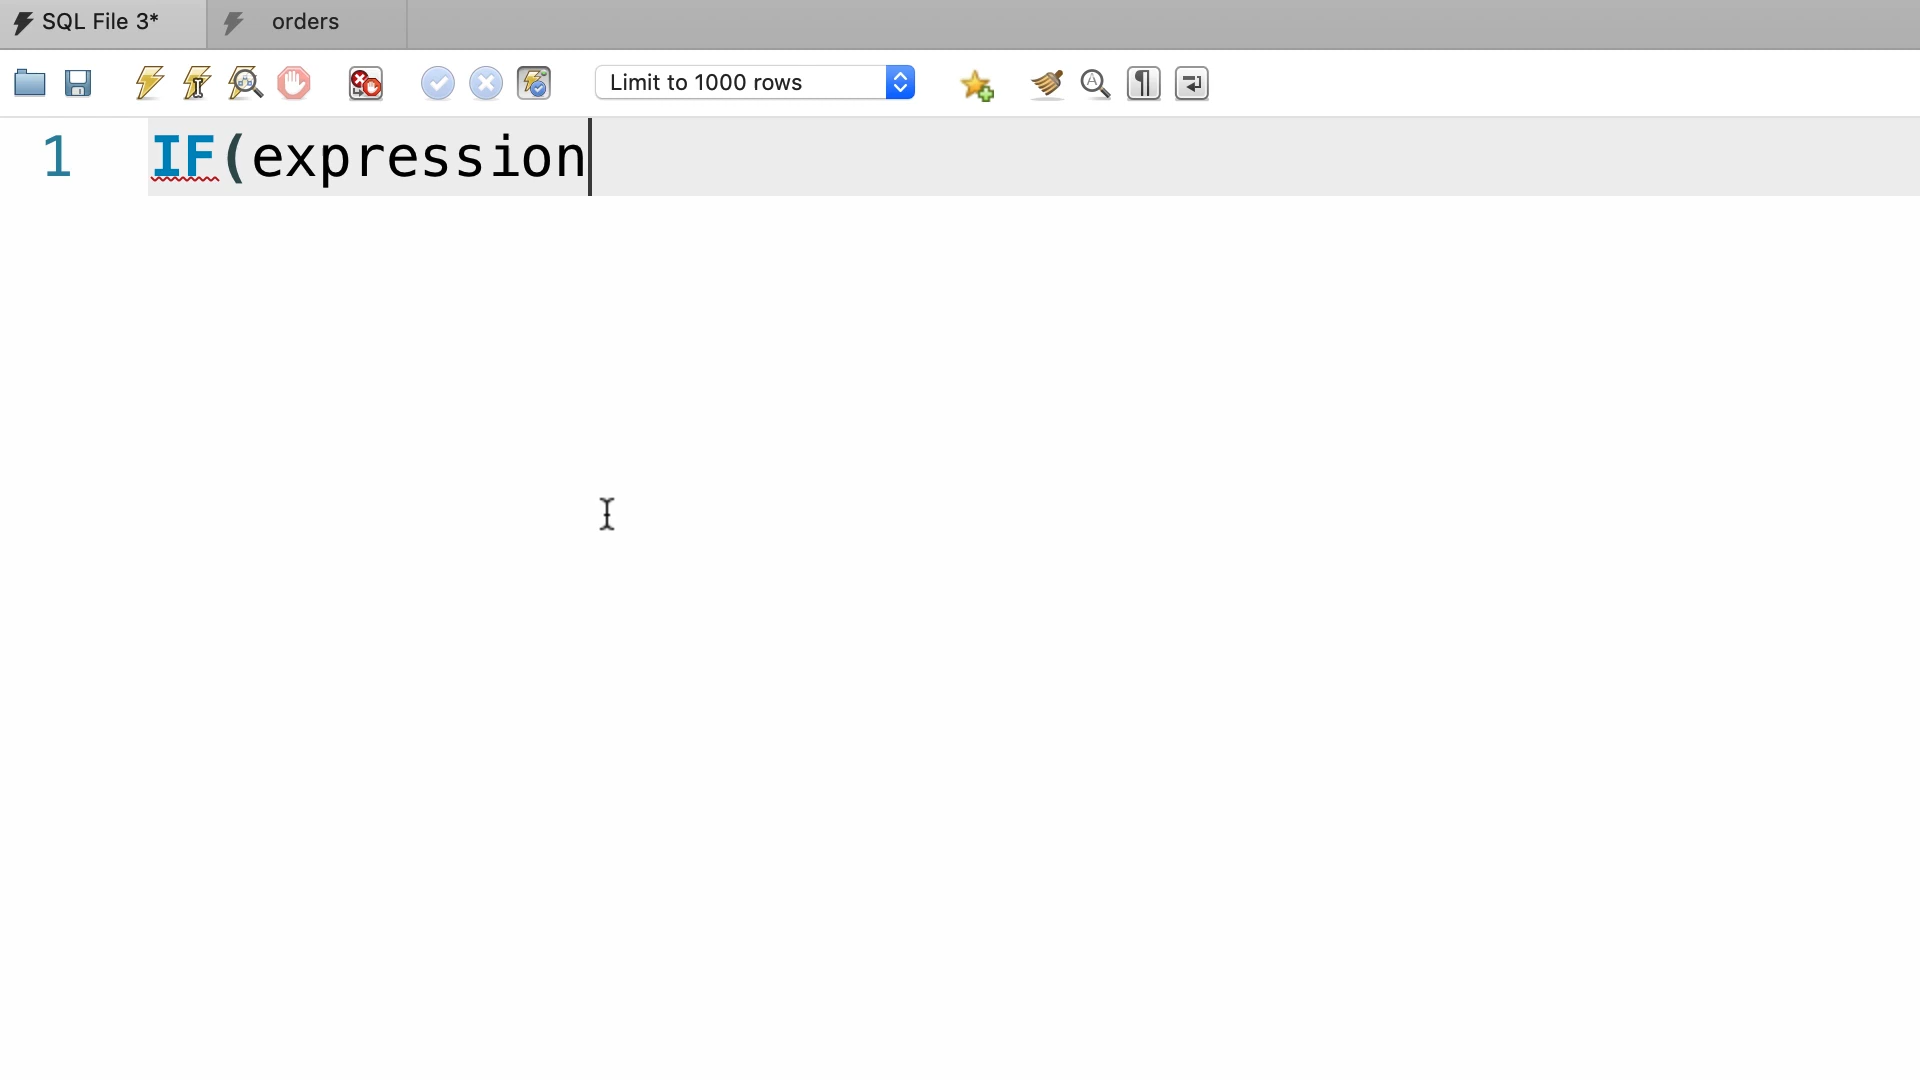 SQL File 3*
orders
Limit to 1000 rows
1 IF(expression